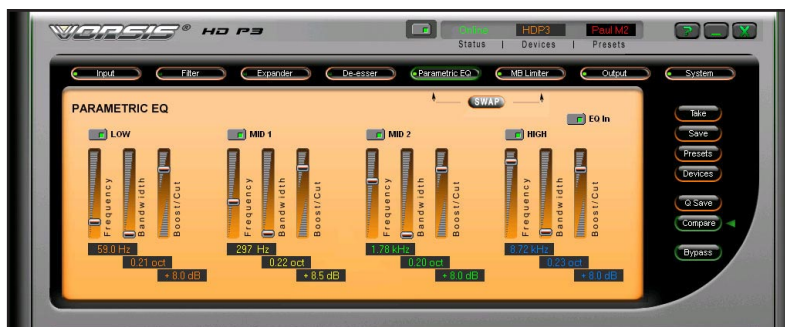 VORSIS® HD P3
Online HDP3 Paul M2
Status | Devices | Presets
? _ X
Input Filter Expander De-esser Parametric EQ MB Limiter Output System
SWAP
PARAMETRIC EQ
EQ In
LOW MID 1 MID 2 HIGH
Frequency Bandwidth Boost/Cut Frequency Bandwidth Boost/Cut Frequency Bandwidth Boost/Cut Frequency Bandwidth Boost/Cut
59.0 Hz 297 Hz 1.78 kHz 8.72 kHz
0.21 oct 0.22 oct 0.20 oct 0.23 oct
+ 8.0 dB + 8.5 dB + 8.0 dB + 8.0 dB
Take
Save
Presets
Devices
Q Save
Compare
Bypass